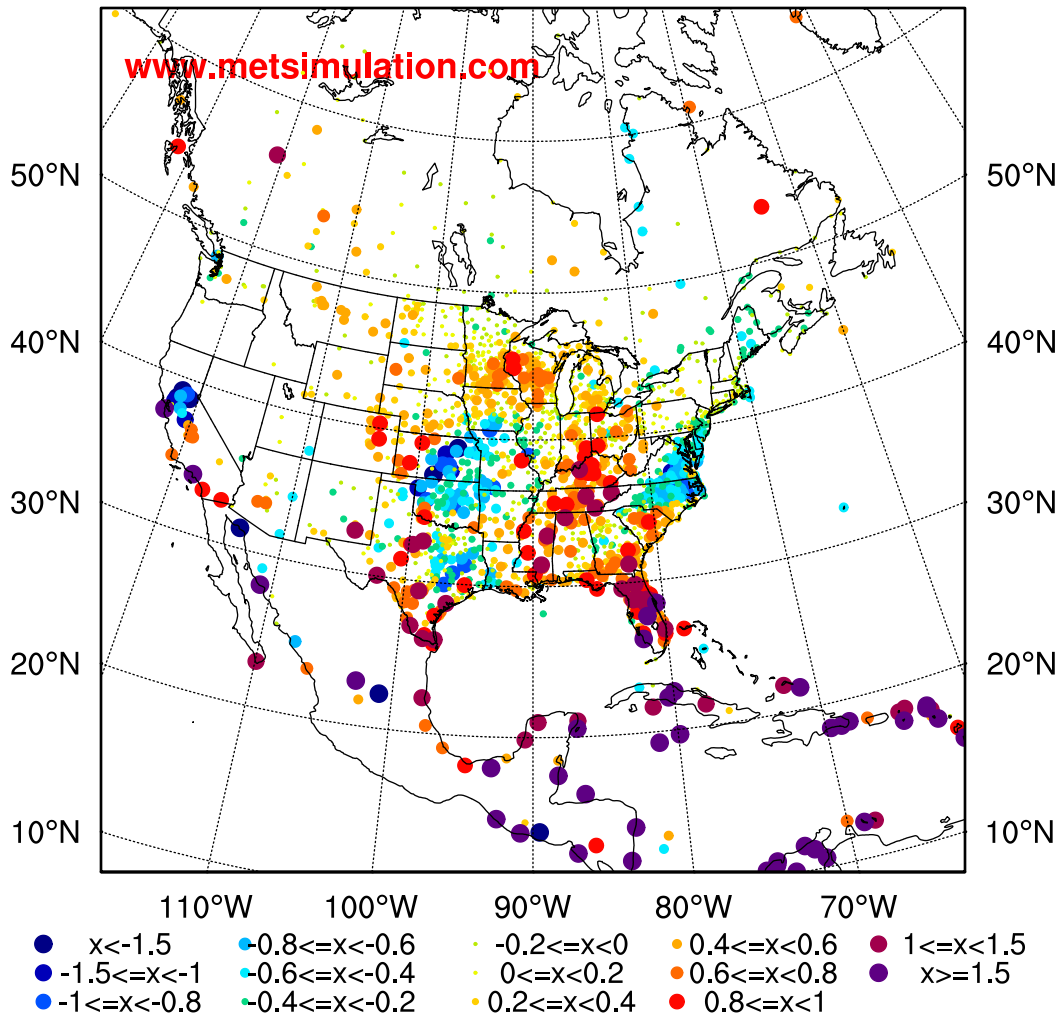 www.metsimulation.com
50°N 50°N
40°N 40°N
30°N 30°N
20°N 20°N
10°N 10°N
110°W 100°W 90°W 80°W 70°W
x<-1.5 -0.8<=x<-0.6 -0.2<=x<0 0.4<=x<0.6 1<=x<1.5
-1.5<=x<-1 -0.6<=x<-0.4 0<=x<0.2 0.6<=x<0.8 x>=1.5
-1<=x<-0.8 -0.4<=x<-0.2 0.2<=x<0.4 0.8<=x<1